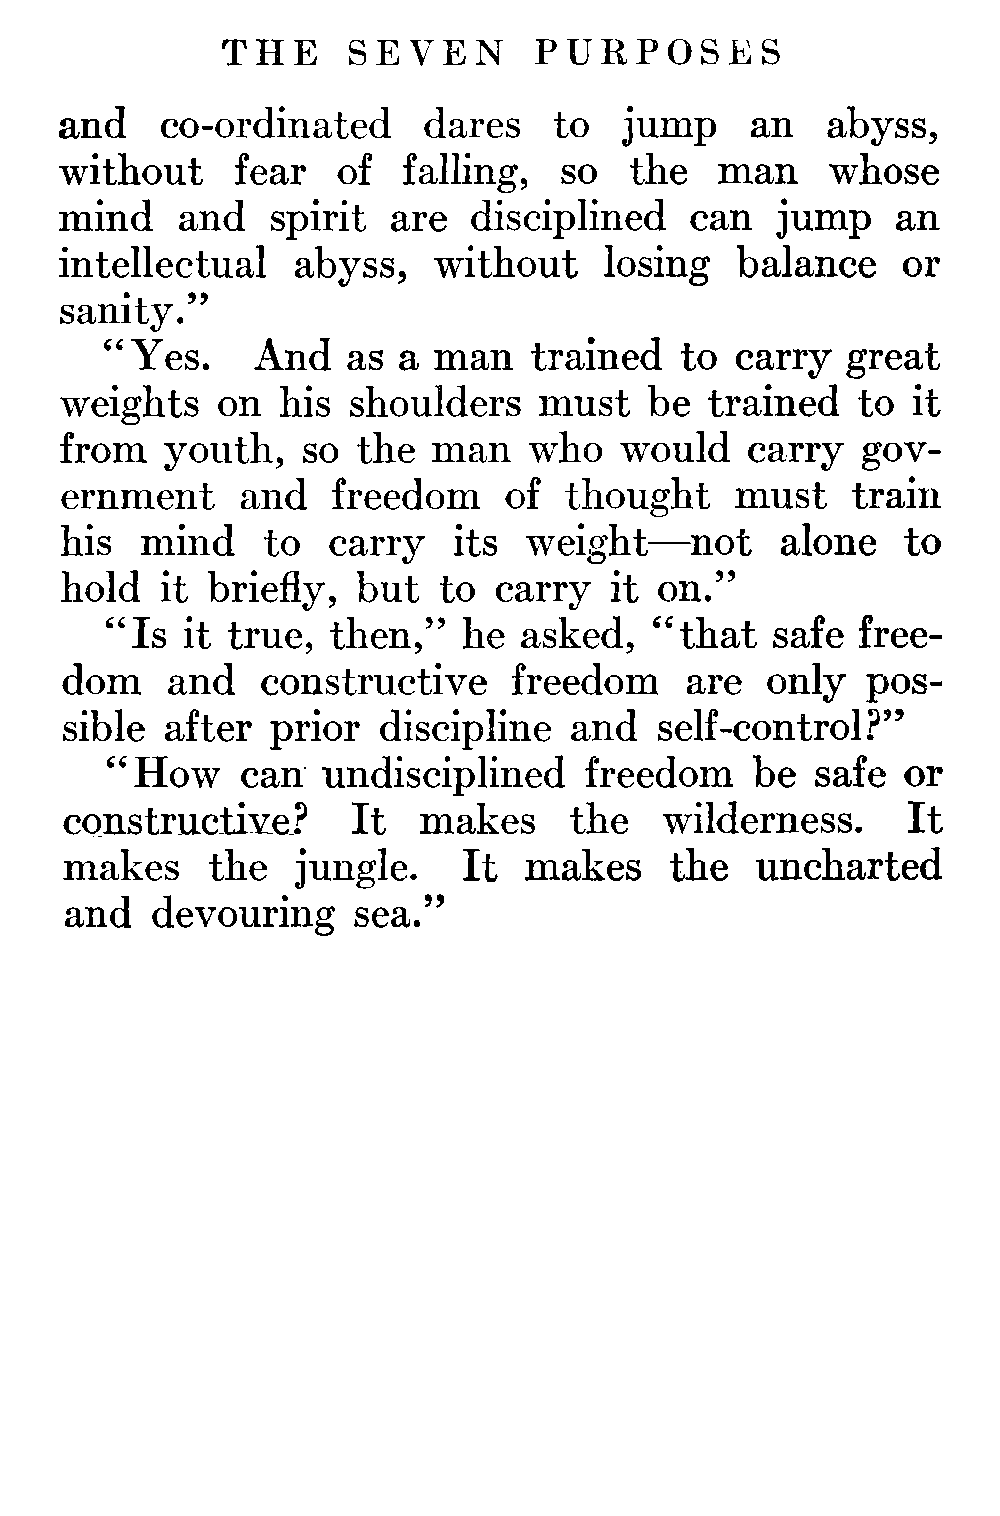 THE SEVEN PURPOSES
and co-ordinated dares to jump an abyss,
without fear of falling, so the man whose
mind and spirit are disciplined can jump an
intellectual abyss, without losing balance or
sanity.”
“Yes. And as a man trained to carry great
weights on his shoulders must be trained to it
from youth, so the man who would carry gov-
ernment and freedom of thought must train
his mind to carry its weight—not alone to
hold it briefly, but to carry it on.”
“Is it true, then,” he asked, “that safe free-
dom and constructive freedom are only pos-
sible after prior discipline and self-control?”
“How can undisciplined freedom be safe or
constructive? It makes the wilderness. It
makes the jungle. It makes the uncharted
and devouring sea.”